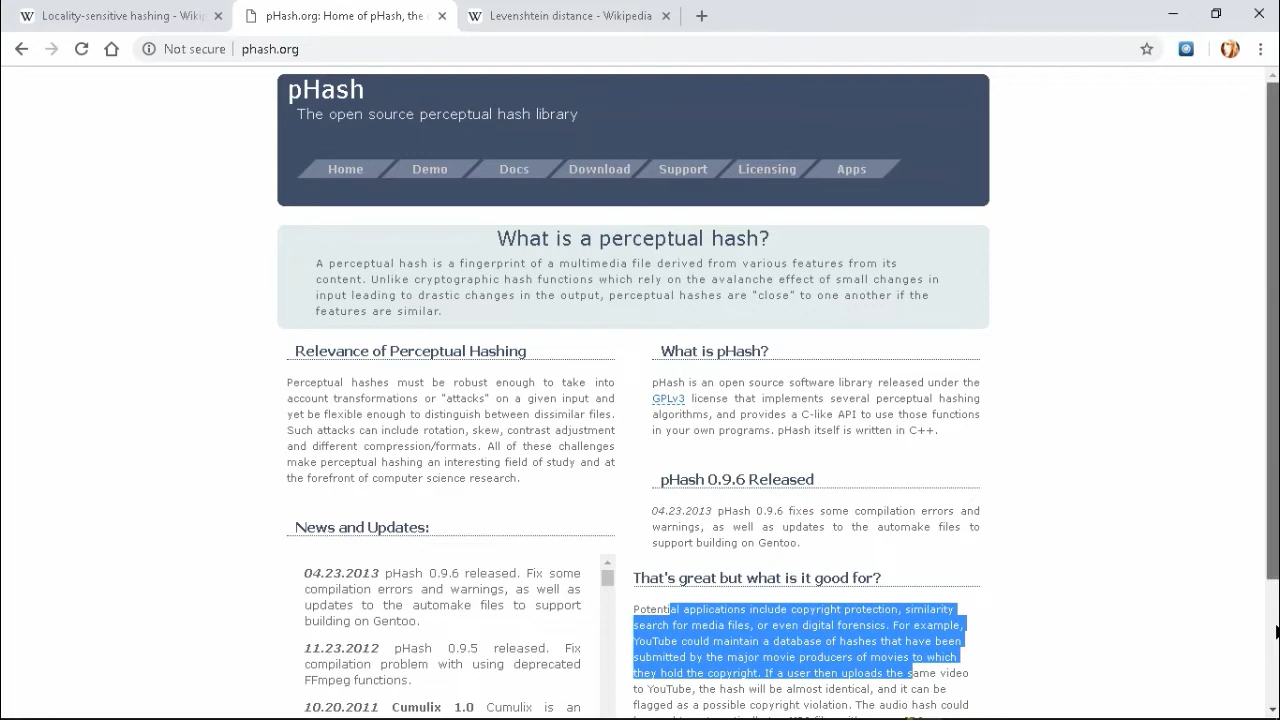 Locality-sensitive hashing - Wikip
pHash.org: Home of pHash, the
Levenshtein distance - Wikipedia
Not secure
phash.org
pHash
The open source perceptual hash library
Home Demo Docs Download Support Licensing Apps
What is a perceptual hash?
A perceptual hash is a fingerprint of a multimedia file derived from various features from its
content. Unlike cryptographic hash functions which rely on the avalanche effect of small changes in
input leading to drastic changes in the output, perceptual hashes are "close" to one another if the
features are similar.
Relevance of Perceptual Hashing
Perceptual hashes must be robust enough to take into
account transformations or "attacks" on a given input and
yet be flexible enough to distinguish between dissimilar files.
Such attacks can include rotation, skew, contrast adjustment
and different compression/formats. All of these challenges
make perceptual hashing an interesting field of study and at
the forefront of computer science research.
News and Updates:
04.23.2013 pHash 0.9.6 released. Fix some
compilation errors and warnings, as well as
updates to the automake files to support
building on Gentoo.
11.23.2012 pHash 0.9.5 released. Fix
compilation problem with using deprecated
FFmpeg functions.
10.20.2011 Cumulix 1.0 Cumulix is an
What is pHash?
pHash is an open source software library released under the
GPLv3 license that implements several perceptual hashing
algorithms, and provides a C-like API to use those functions
in your own programs. pHash itself is written in C++.
pHash 0.9.6 Released
04.23.2013 pHash 0.9.6 fixes some compilation errors and
warnings, as well as updates to the automake files to
support building on Gentoo.
That's great but what is it good for?
Potential applications include copyright protection, similarity
search for media files, or even digital forensics. For example,
YouTube could maintain a database of hashes that have been
submitted by the major movie producers of movies to which
they hold the copyright. If a user then uploads the same video
to YouTube, the hash will be almost identical, and it can be
flagged as a possible copyright violation. The audio hash could